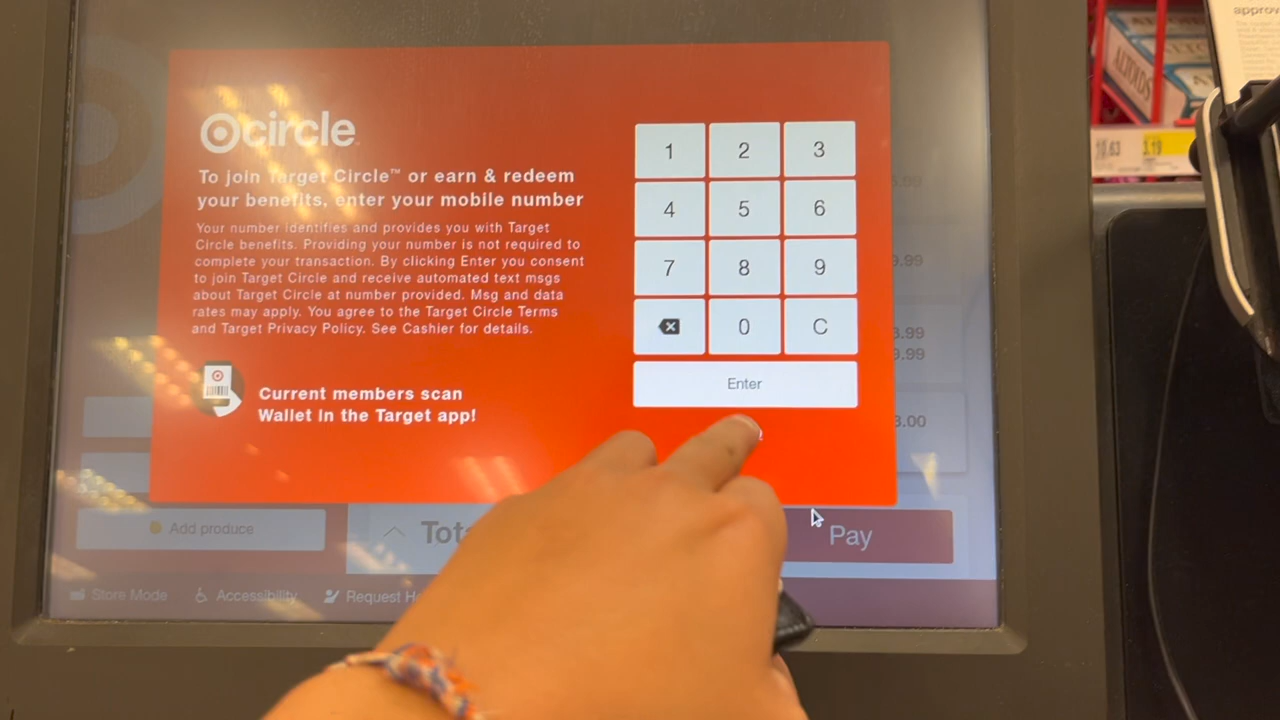 circle
To join Target Circle™ or earn & redeem
your benefits, enter your mobile number
Your number identifies and provides you with Target
Circle benefits. Providing your number is not required to
complete your transaction. By clicking Enter you consent
to join Target Circle and receive automated text msgs
about Target Circle at number provided. Msg and data
rates may apply. You agree to the Target Circle Terms
and Target Privacy Policy. See Cashier for details.
Current members scan
Wallet in the Target app!
1 2 3
4 5 6
7 8 9
0 C
Enter
Add produce
Pay
Store Mode
Accessibility
Request
ALTOIDS
3.19